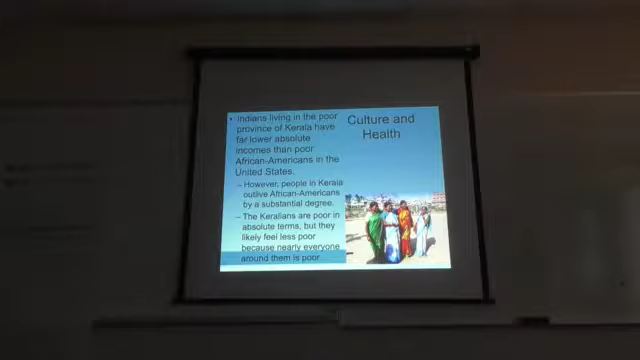 Culture and
Health
• Indians living in the poor
province of Kerala have
far lower absolute
incomes than poor
African-Americans in the
United States.
– However, people in Kerala
outlive African-Americans
by a substantial degree.
– The Keralians are poor in
absolute terms, but they
likely feel less poor
because nearly everyone
around them is poor